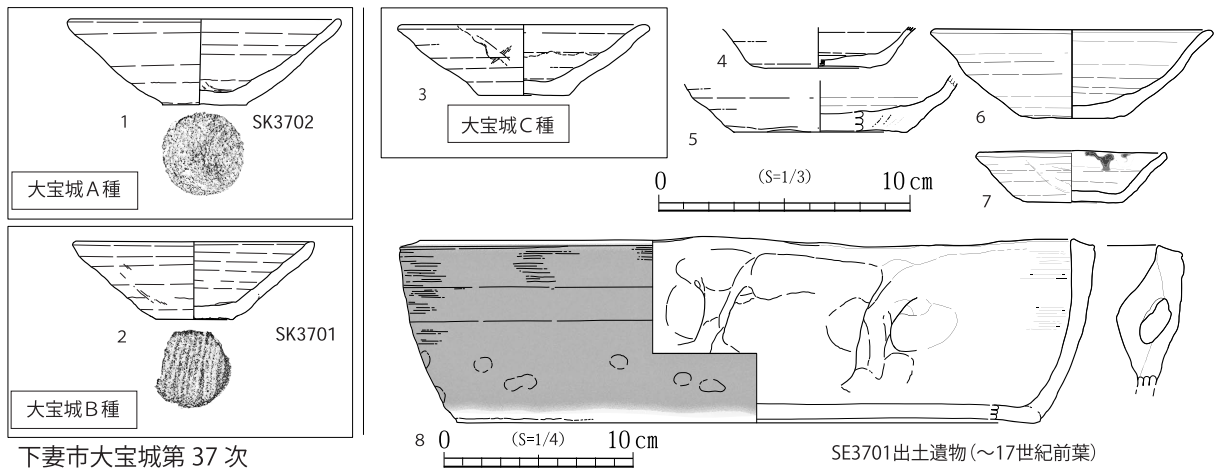 1
SK3702
大宝城A種
2
SK3701
大宝城B種
下妻市大宝城第 37 次
3
大宝城C種
4
5
6
7
0 (S=1/3) 10 cm
8
0 (S=1/4) 10 cm
SE3701出土遺物(～17世紀前葉)